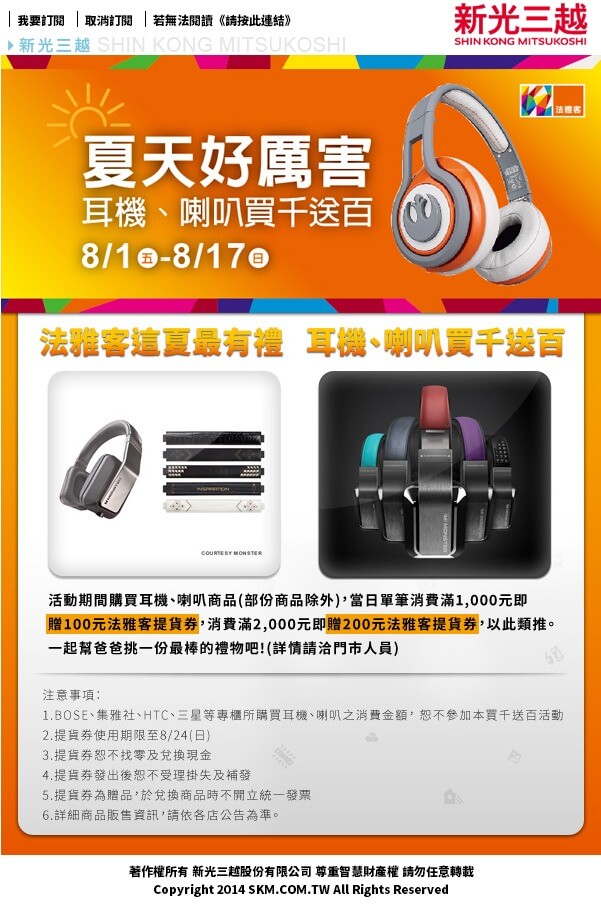 我要訂閱 | 取消訂閱 | 若無法閱讀《請按此連結》
新光三越 SHIN KONG MITSUKOSHI
新光三越
SHIN KONG MITSUKOSHI
法雅客
夏天好厲害
耳機、喇叭買千送百
8/1五-8/17日
法雅客這夏最有禮 耳機、喇叭買千送百
INSPIRATION
MONSTER
COURTESY MONSTER
活動期間購買耳機、喇叭商品(部份商品除外)，當日單筆消費滿1,000元即
贈100元法雅客提貨券，消費滿2,000元即贈200元法雅客提貨券，以此類推。
一起幫爸爸挑一份最棒的禮物吧!(詳情請洽門市人員)
注意事項：
1.BOSE、集雅社、HTC、三星等專櫃所購買耳機、喇叭之消費金額，恕不參加本買千送百活動
2.提貨券使用期限至8/24(日)
3.提貨券恕不找零及兌換現金
4.提貨券發出後恕不受理掛失及補發
5.提貨券為贈品，於兌換商品時不開立統一發票
6.詳細商品販售資訊，請依各店公告為準。
著作權所有 新光三越股份有限公司 尊重智慧財產權 請勿任意轉載
Copyright 2014 SKM.COM.TW All Rights Reserved